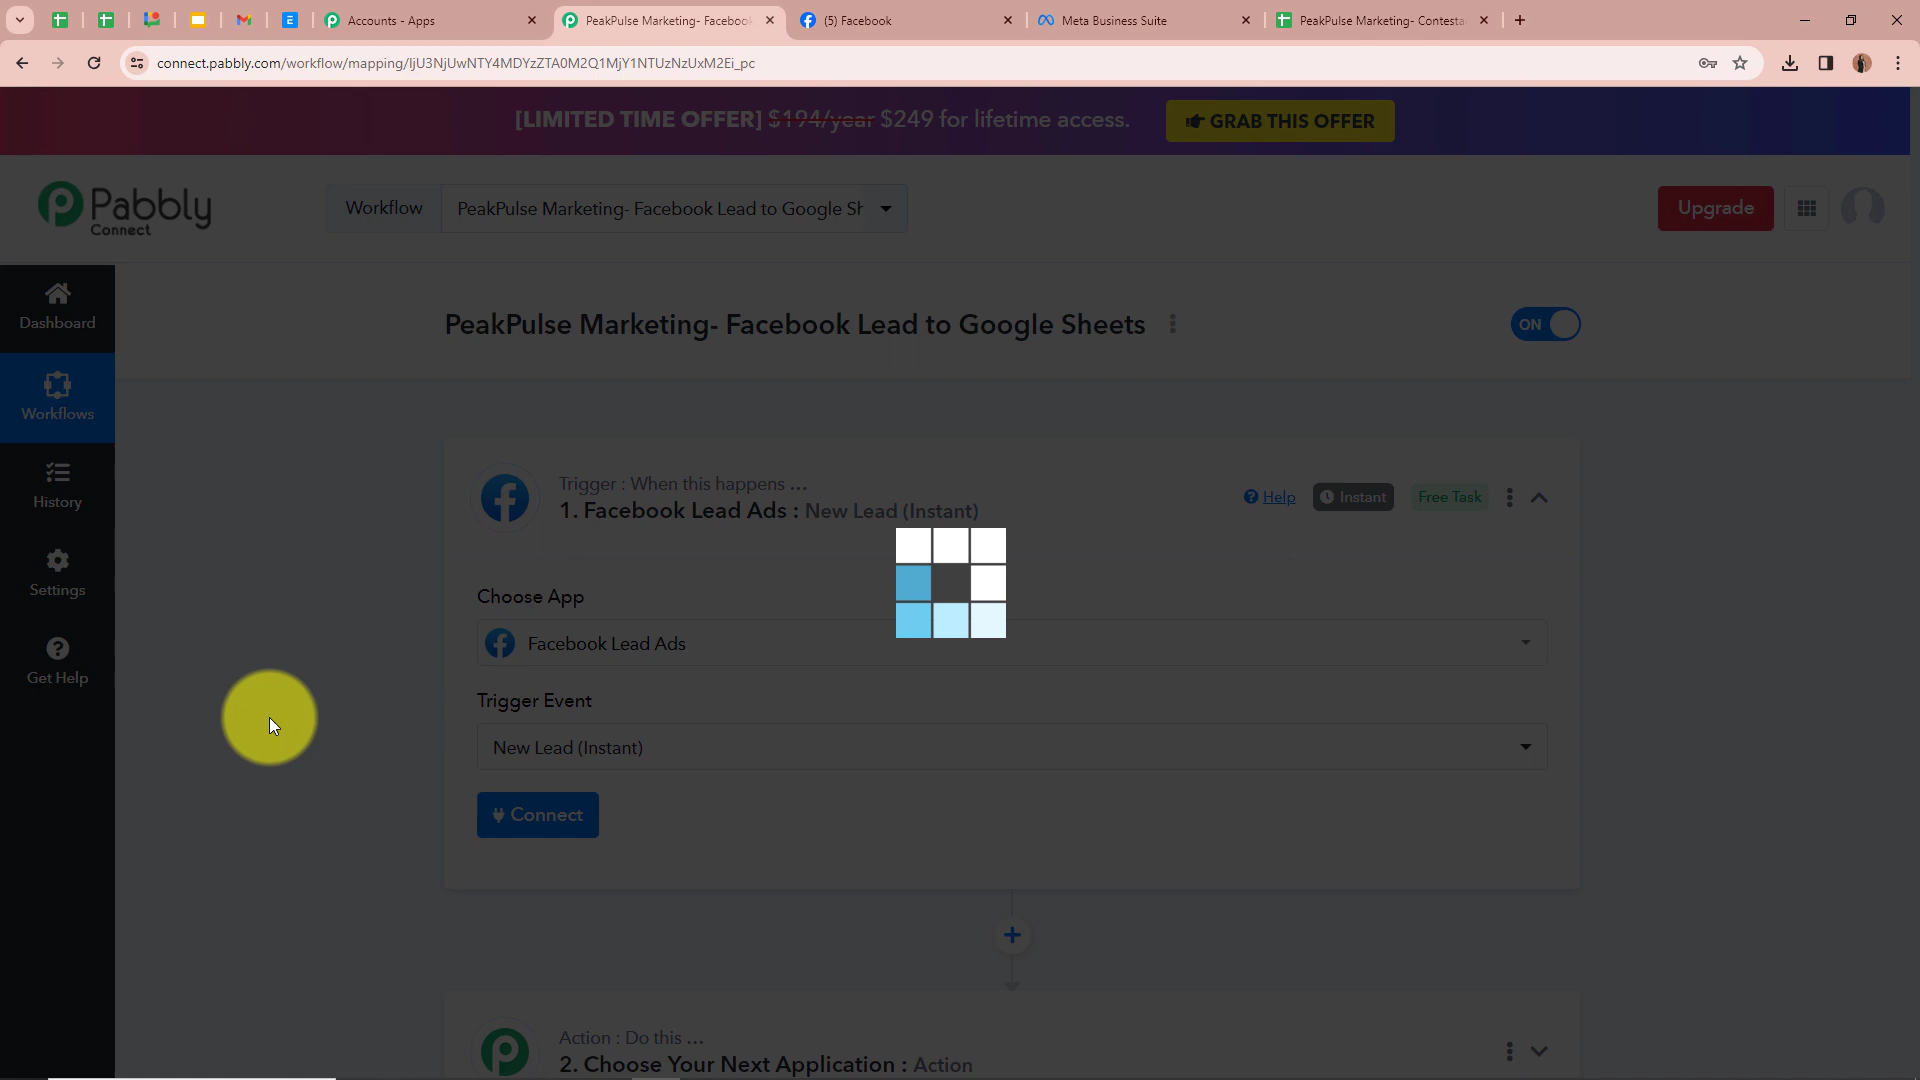 Accounts - Apps
PeakPulse Marketing- Facebook
(5) Facebook
Meta Business Suite
PeakPulse Marketing- Contesta
connect.pabbly.com/workflow/mapping/IjU3NjUwNTY4MDYzZTA0M2Q1MjY1NTUzNzUxM2Ei_pc
[LIMITED TIME OFFER] $194/year $249 for lifetime access.
GRAB THIS OFFER
Pabbly
Connect
Workflow
PeakPulse Marketing- Facebook Lead to Google Sh
Upgrade
Dashboard
Workflows
History
Settings
Get Help
PeakPulse Marketing- Facebook Lead to Google Sheets
ON
Trigger : When this happens ...
1. Facebook Lead Ads : New Lead (Instant)
Help
Instant
Free Task
Choose App
Facebook Lead Ads
Trigger Event
New Lead (Instant)
Connect
Action : Do this ...
2. Choose Your Next Application : Action